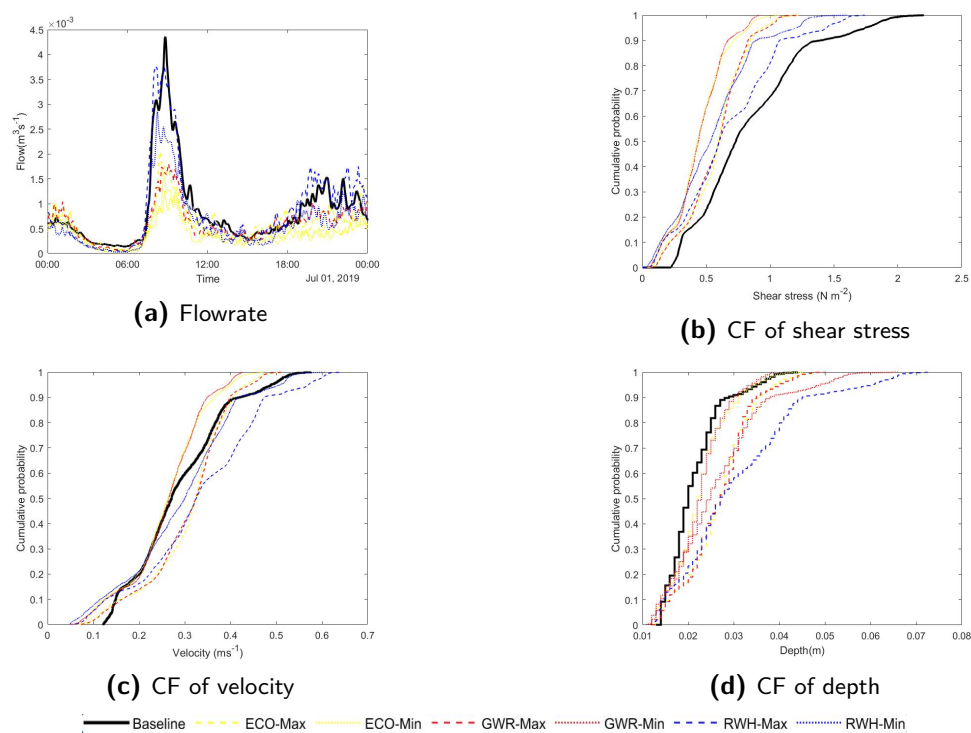 ×10⁻³
4.5
4
3.5
3
2.5
2
1.5
1
0.5
0
Flow(m³s⁻¹)
00:00 06:00 12:00 18:00 00:00
Time
Jul 01, 2019
(a) Flowrate
1
0.9
0.8
0.7
0.6
0.5
0.4
0.3
0.2
0.1
0
Cumulative probability
0 0.5 1 1.5 2 2.5
Shear stress (N m⁻²)
(b) CF of shear stress
1
0.9
0.8
0.7
0.6
0.5
0.4
0.3
0.2
0.1
0
Cumulative probability
0 0.1 0.2 0.3 0.4 0.5 0.6 0.7
Velocity (ms⁻¹)
(c) CF of velocity
1
0.9
0.8
0.7
0.6
0.5
0.4
0.3
0.2
0.1
0
Cumulative probability
0.01 0.02 0.03 0.04 0.05 0.06 0.07 0.08
Depth(m)
(d) CF of depth
Baseline ECO-Max ECO-Min GWR-Max GWR-Min RWH-Max RWH-Min